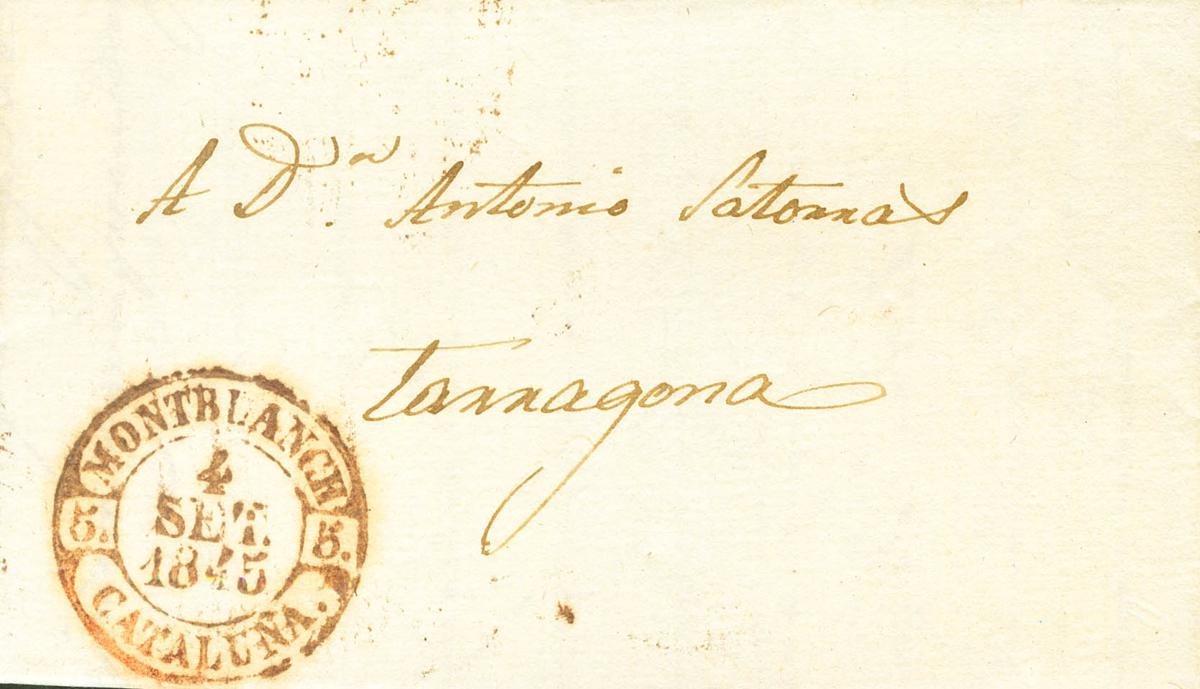 A D.ⁿ Antonio Satorras
Tarragona
MONTBLANCH
4
SET.
1845
5. 5.
CATALUÑA.